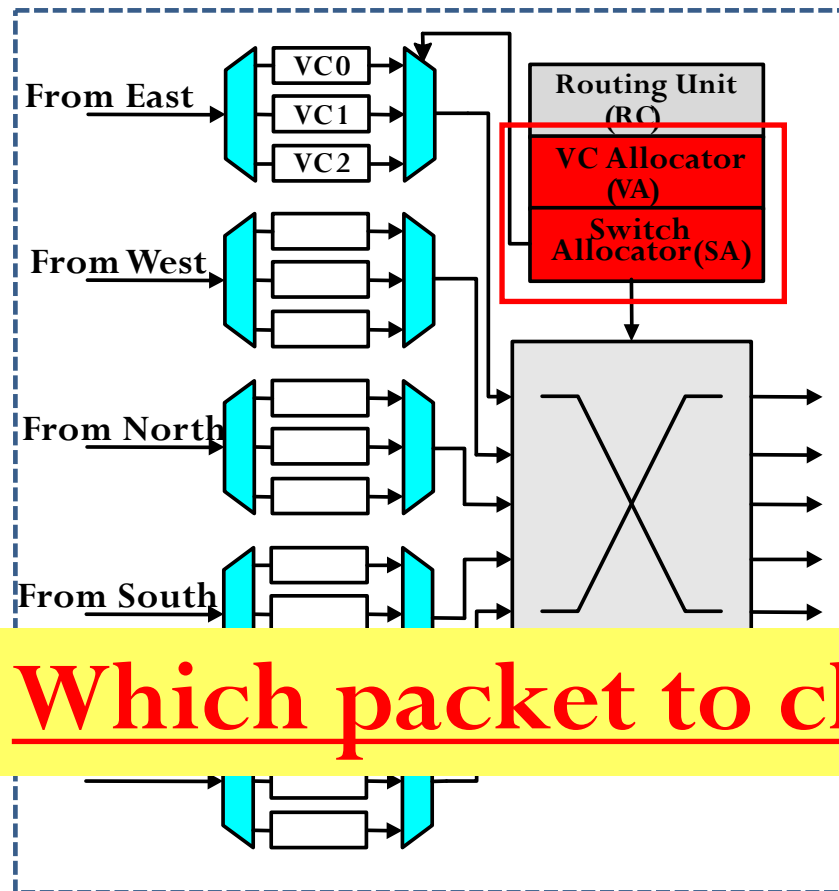 From East
VC0
VC1
VC2
Routing Unit
(RC)
VC Allocator
(VA)
Switch
Allocator(SA)
From West
From North
From South
Which packet to